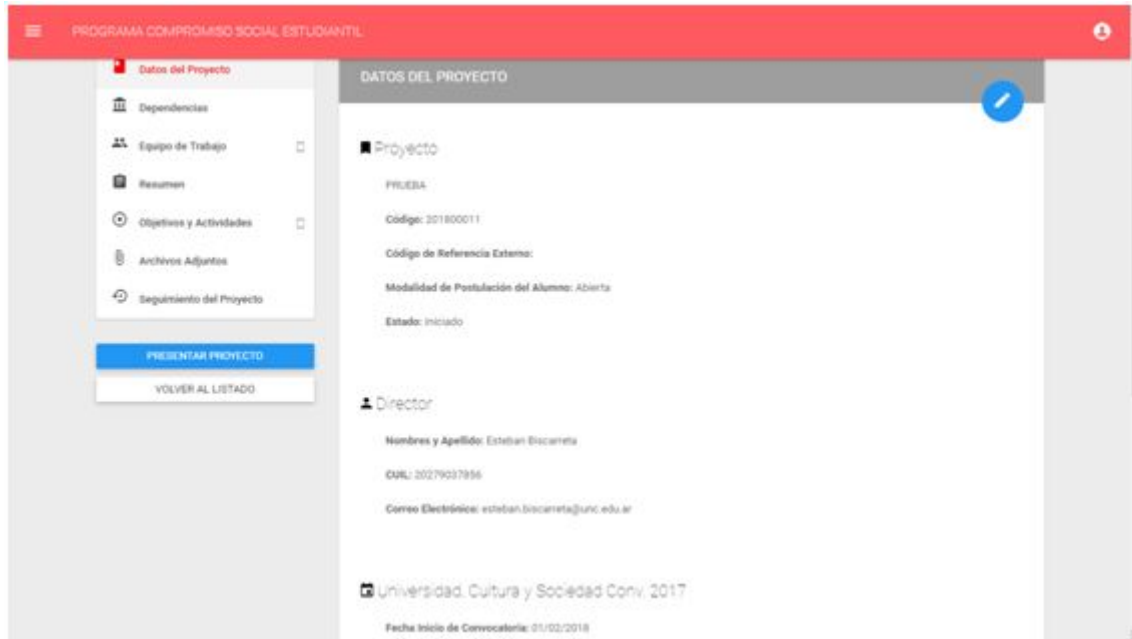 PROGRAMA COMPROMISO SOCIAL ESTUDIANTIL
Datos del Proyecto
Dependencias
Equipo de Trabajo
Resumen
Objetivos y Actividades
Archivos Adjuntos
Seguimiento del Proyecto
PRESENTAR PROYECTO
VOLVER AL LISTADO
DATOS DEL PROYECTO
Proyecto
PRUEBA
Código: 201800011
Código de Referencia Externo:
Modalidad de Postulación del Alumno: Abierta
Estado: Iniciado
Director
Nombres y Apellido: Esteban Biscarreta
CUIL: 20279037856
Correo Electrónico: esteban.biscarreta@unc.edu.ar
Universidad, Cultura y Sociedad Conv. 2017
Fecha Inicio de Convocatoria: 01/02/2018